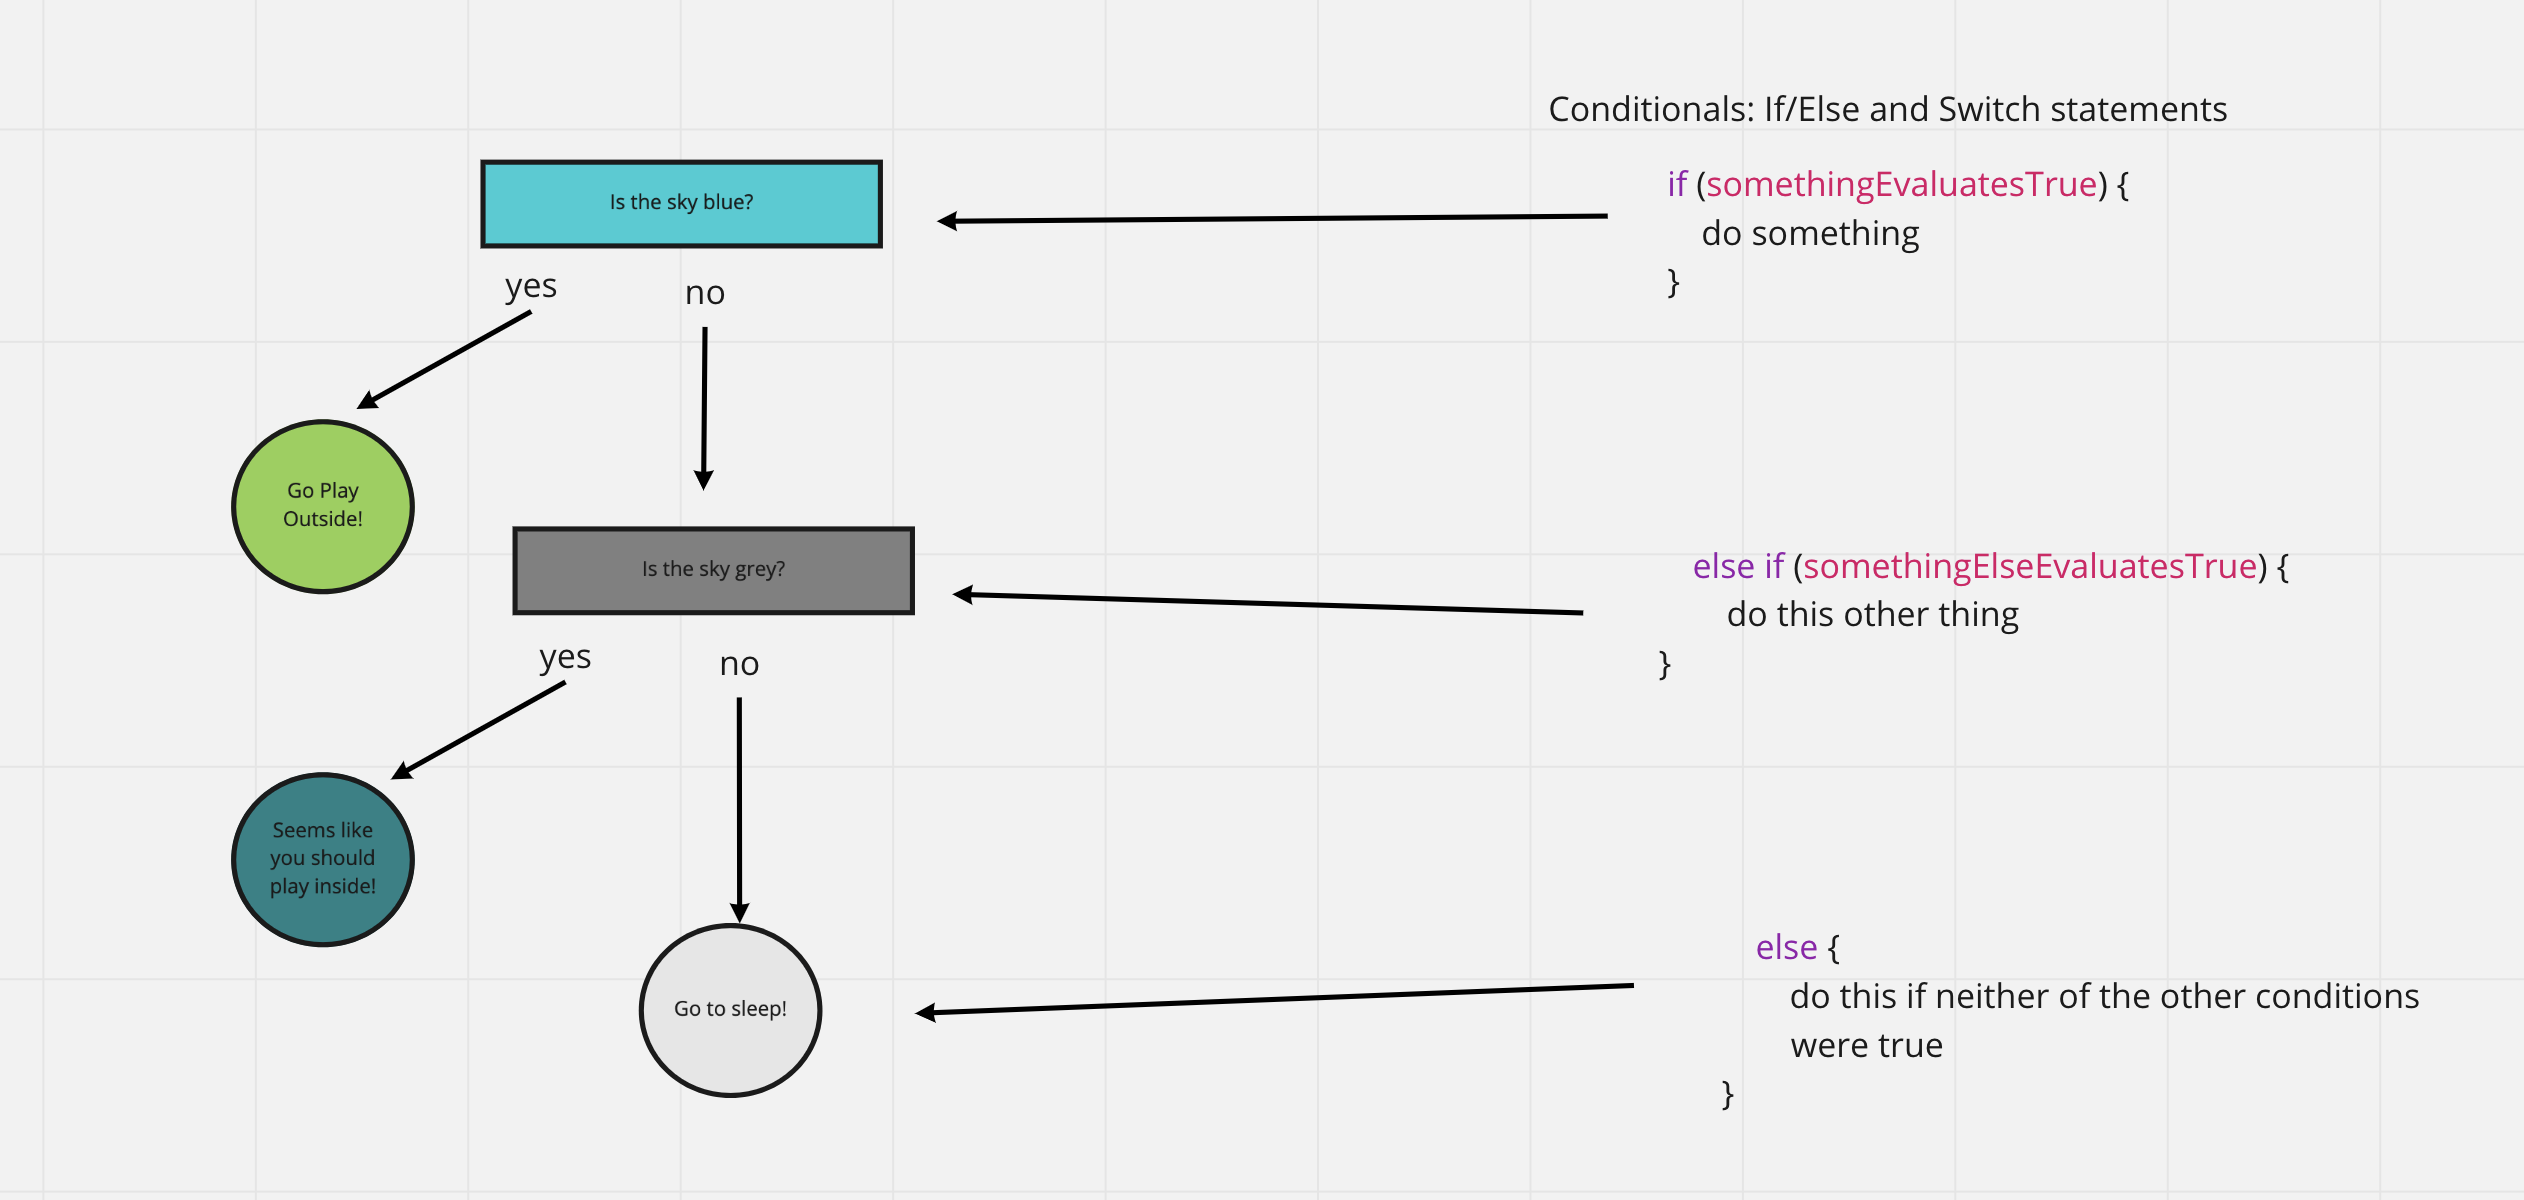 Conditionals: If/Else and Switch statements
Is the sky blue?
if (somethingEvaluatesTrue) {
do something
}
yes
no
Go Play
Outside!
Is the sky grey?
else if (somethingElseEvaluatesTrue) {
do this other thing
}
yes
no
Seems like
you should
play inside!
Go to sleep!
else {
do this if neither of the other conditions
were true
}